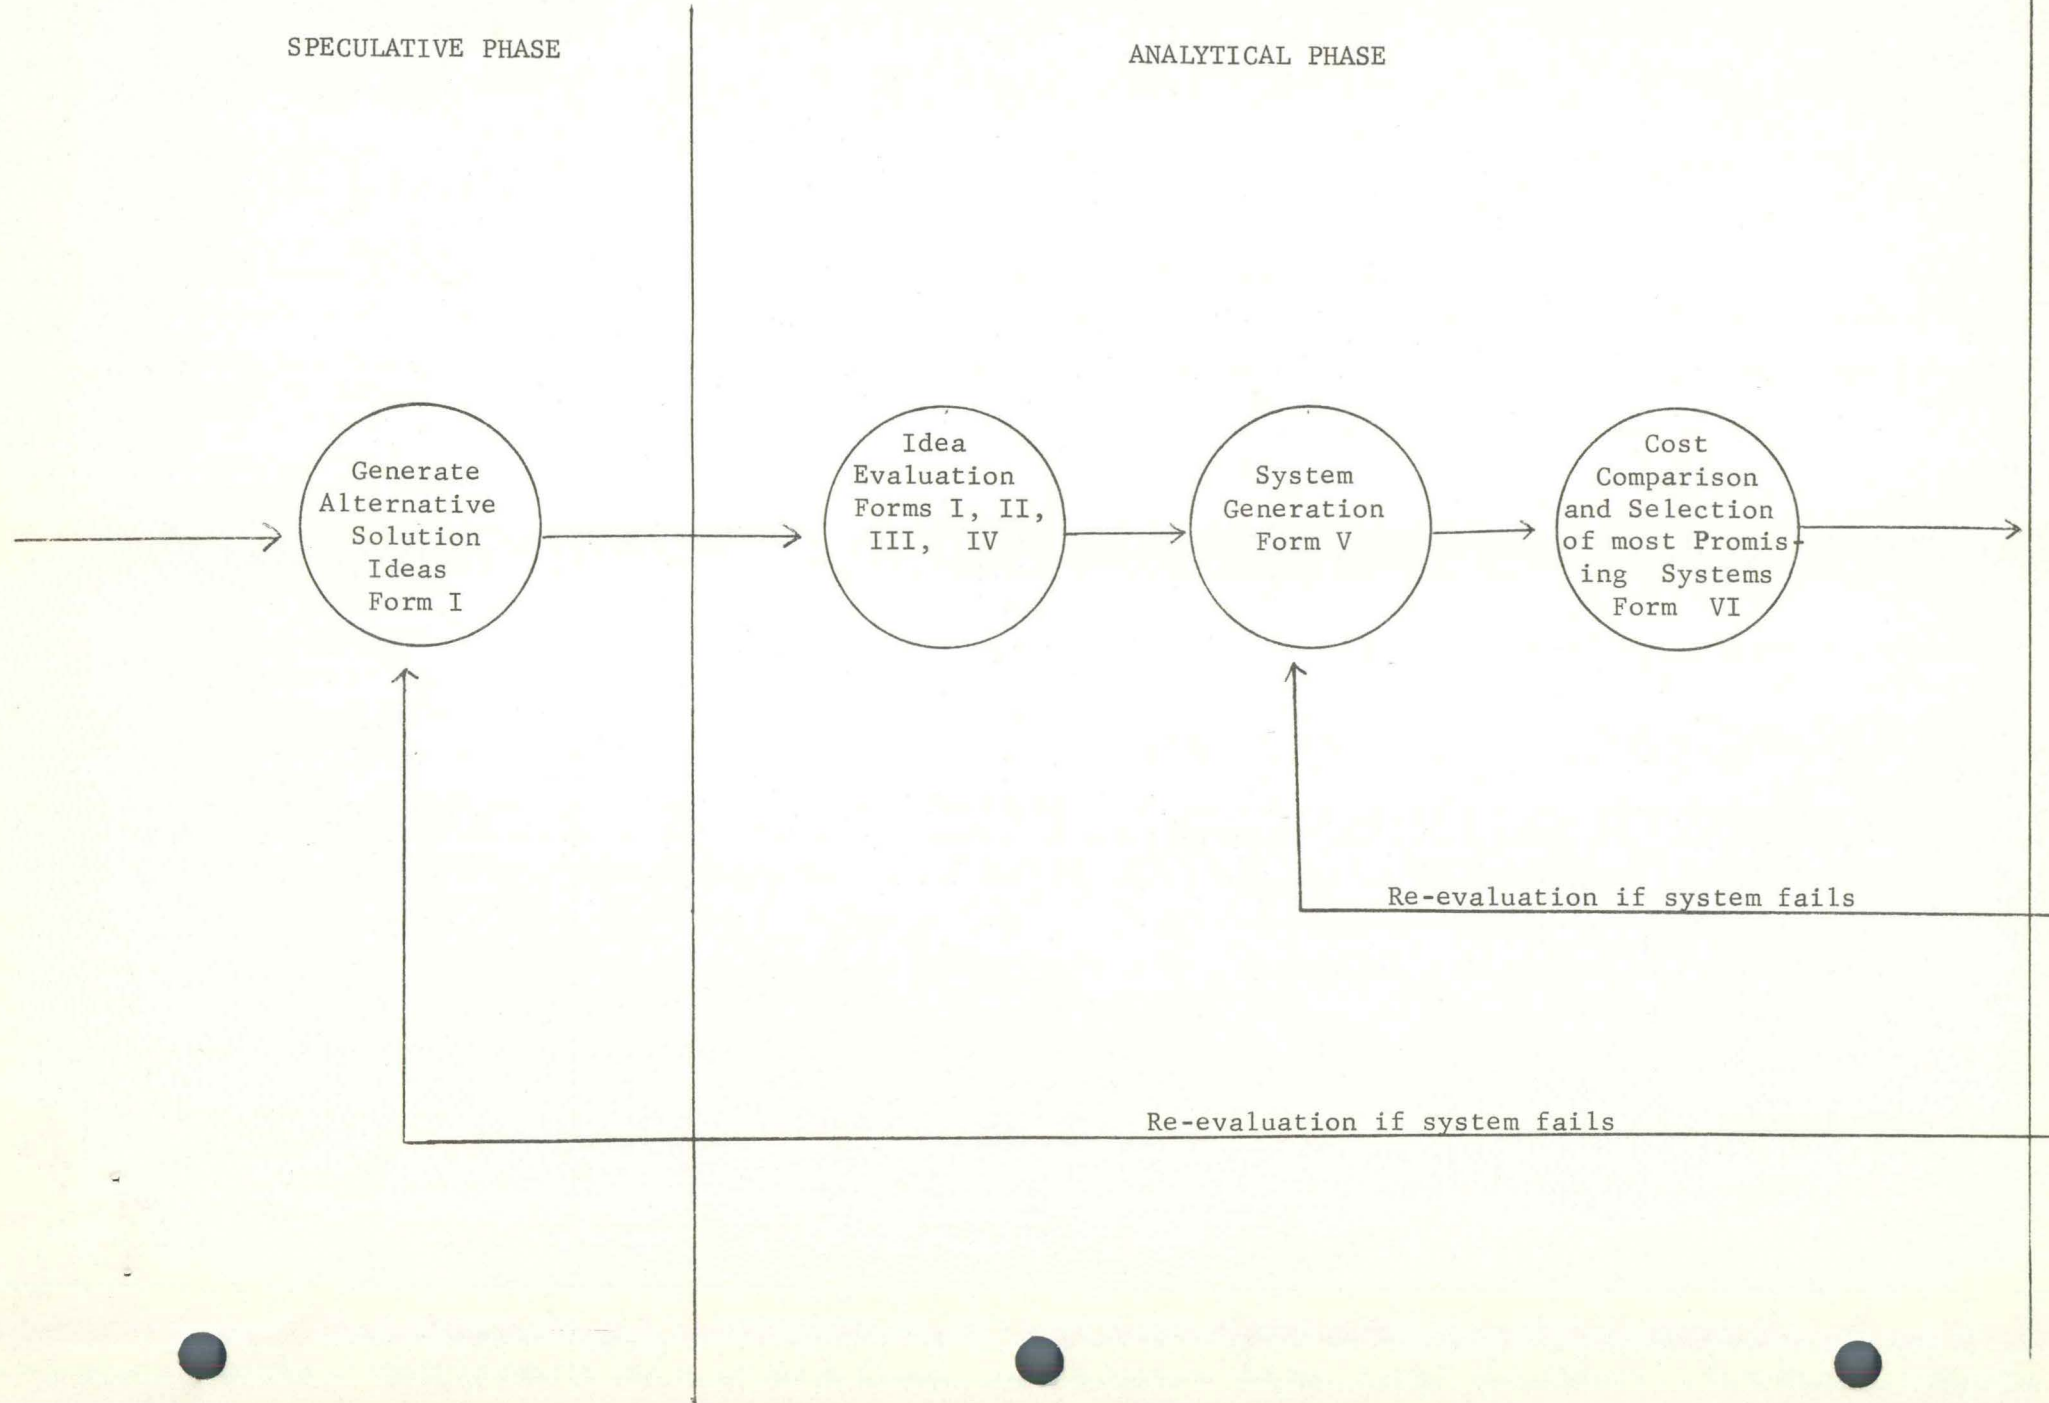 SPECULATIVE PHASE
ANALYTICAL PHASE
Generate
Alternative
Solution
Ideas
Form I
Idea
Evaluation
Forms I, II,
III, IV
System
Generation
Form V
Cost
Comparison
and Selection
of most Promis-
ing Systems
Form VI
Re-evaluation if system fails
Re-evaluation if system fails